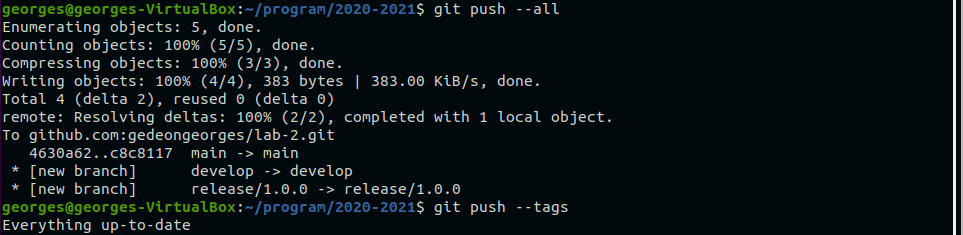 georges@georges-VirtualBox:~/program/2020-2021$ git push --all
Enumerating objects: 5, done.
Counting objects: 100% (5/5), done.
Compressing objects: 100% (3/3), done.
Writing objects: 100% (4/4), 383 bytes | 383.00 KiB/s, done.
Total 4 (delta 2), reused 0 (delta 0)
remote: Resolving deltas: 100% (2/2), completed with 1 local object.
To github.com:gedeongeorges/lab-2.git
   4630a62..c8c8117  main -> main
 * [new branch]      develop -> develop
 * [new branch]      release/1.0.0 -> release/1.0.0
georges@georges-VirtualBox:~/program/2020-2021$ git push --tags
Everything up-to-date